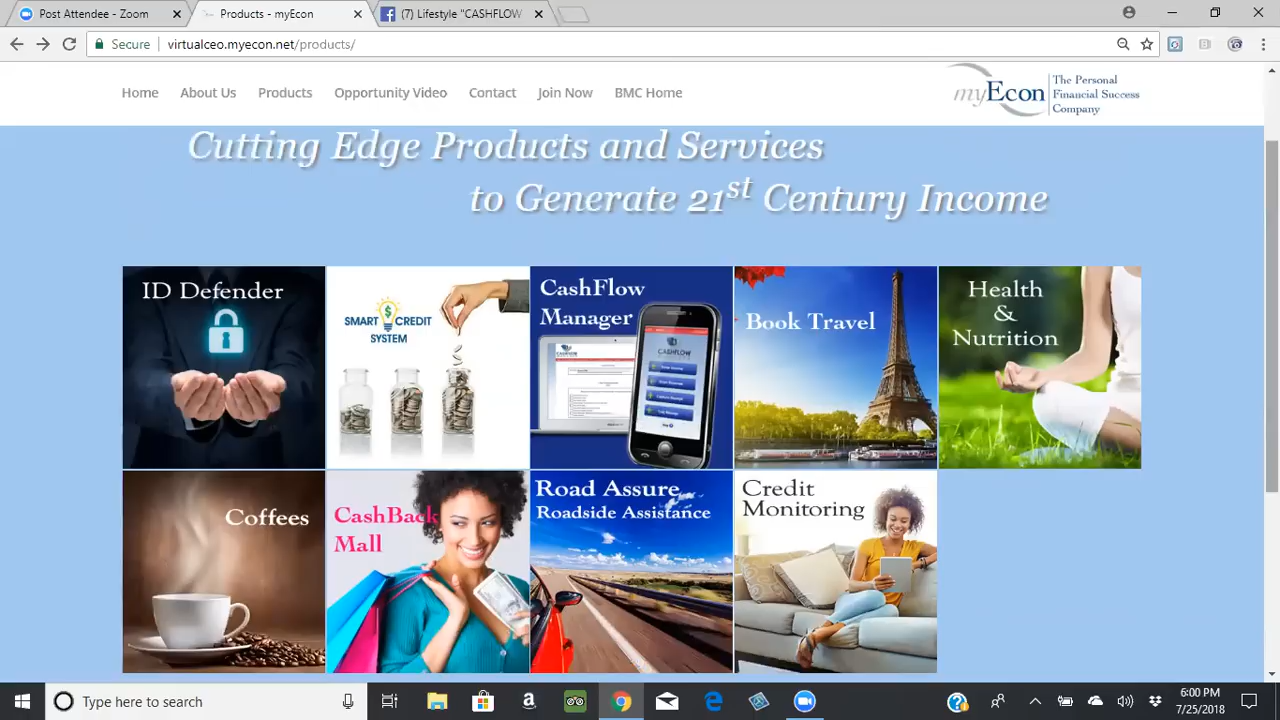 Post Attendee - Zoom
Products - myEcon
(7) Lifestyle "CASHFLOW
Secure
virtualceo.myecon.net/products/
Home
About Us
Products
Opportunity Video
Contact
Join Now
BMC Home
myEcon
The Personal
Financial Success
Company
Cutting Edge Products and Services
to Generate 21st Century Income
ID Defender
SMART CREDIT
SYSTEM
CashFlow
Manager
CASHFLOW
Book Travel
Health
&
Nutrition
Coffees
CashBack
Mall
Road Assure
Roadside Assistance
Credit
Monitoring
Type here to search
6:00 PM
7/25/2018